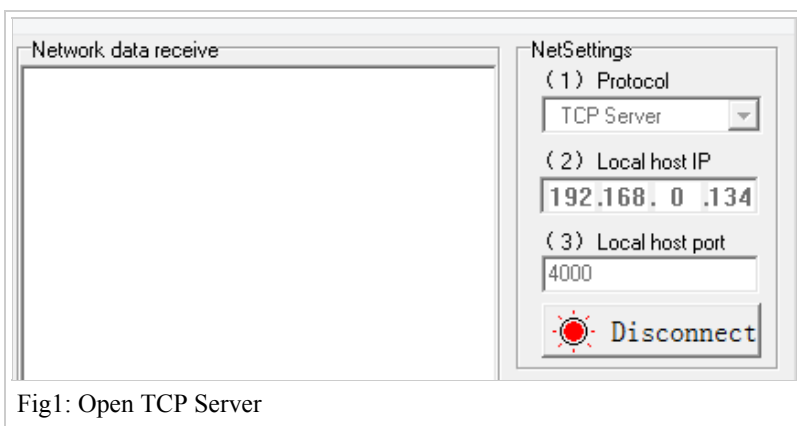 Network data receive
NetSettings
(1) Protocol
TCP Server
(2) Local host IP
192.168. 0 .134
(3) Local host port
4000
Disconnect
Fig1: Open TCP Server